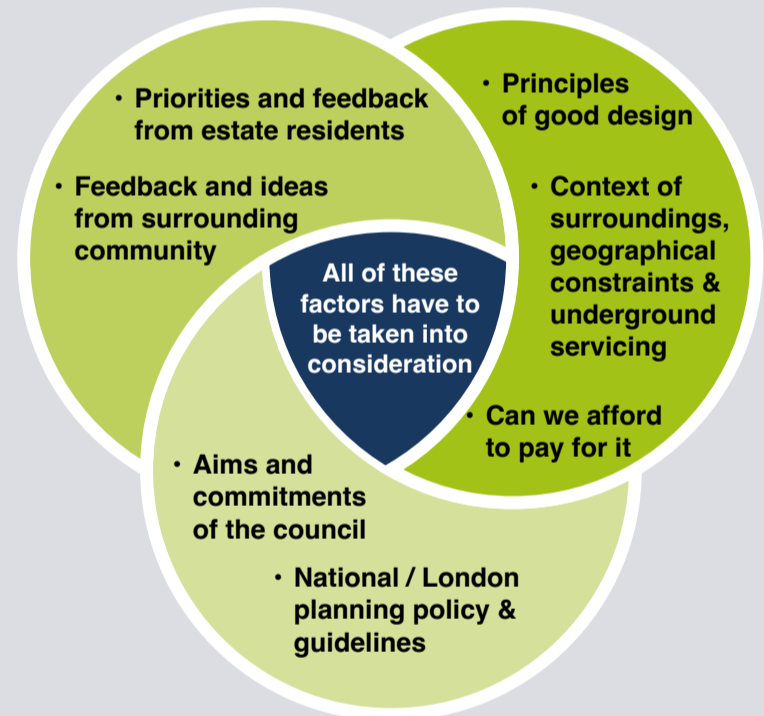 • Priorities and feedback
from estate residents
• Feedback and ideas
from surrounding
community
• Principles
of good design
• Context of
surroundings,
geographical
constraints &
underground
servicing
• Can we afford
to pay for it
All of these
factors have to
be taken into
consideration
• Aims and
commitments
of the council
• National / London
planning policy &
guidelines